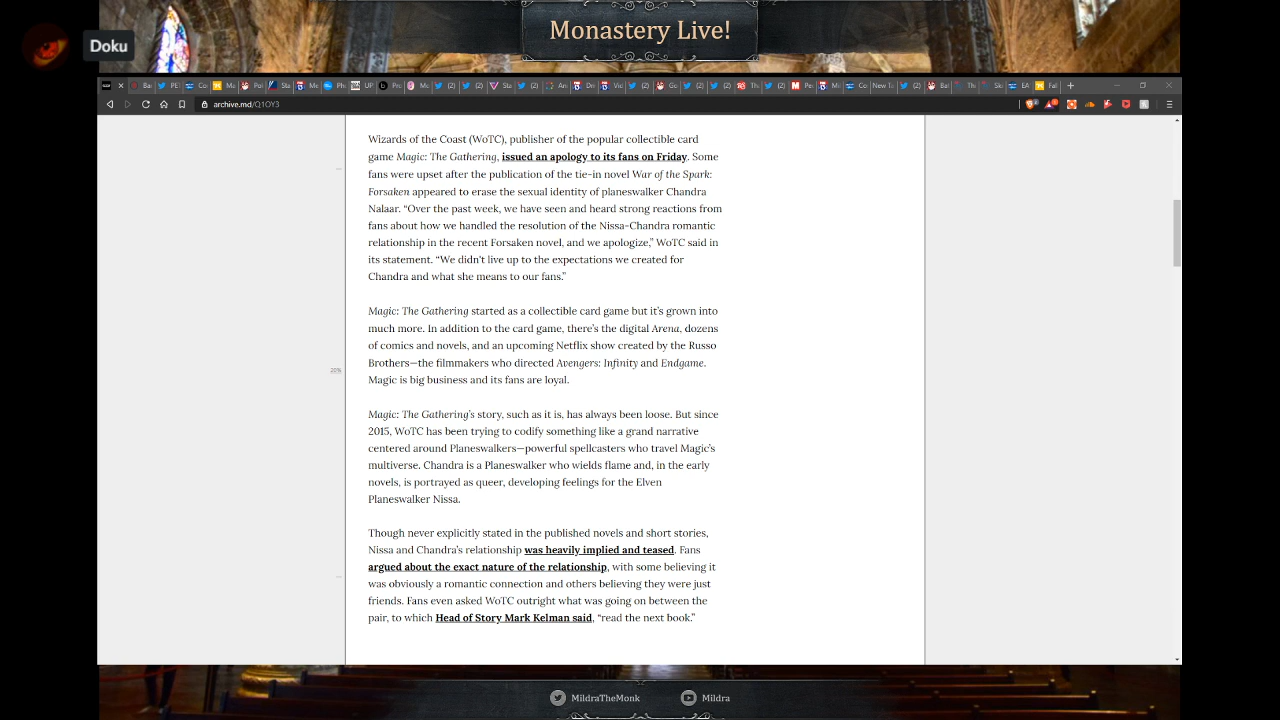 Monastery Live!
Doku
archive.md/Q1OY3
Wizards of the Coast (WoTC), publisher of the popular collectible card
game Magic: The Gathering, issued an apology to its fans on Friday. Some
fans were upset after the publication of the tie-in novel War of the Spark:
Forsaken appeared to erase the sexual identity of planeswalker Chandra
Nalaar. “Over the past week, we have seen and heard strong reactions from
fans about how we handled the resolution of the Nissa-Chandra romantic
relationship in the recent Forsaken novel, and we apologize,” WoTC said in
its statement. “We didn't live up to the expectations we created for
Chandra and what she means to our fans.”
Magic: The Gathering started as a collectible card game but it’s grown into
much more. In addition to the card game, there’s the digital Arena, dozens
of comics and novels, and an upcoming Netflix show created by the Russo
Brothers—the filmmakers who directed Avengers: Infinity and Endgame.
Magic is big business and its fans are loyal.
20%
Magic: The Gathering’s story, such as it is, has always been loose. But since
2015, WoTC has been trying to codify something like a grand narrative
centered around Planeswalkers—powerful spellcasters who travel Magic’s
multiverse. Chandra is a Planeswalker who wields flame and, in the early
novels, is portrayed as queer, developing feelings for the Elven
Planeswalker Nissa.
Though never explicitly stated in the published novels and short stories,
Nissa and Chandra’s relationship was heavily implied and teased. Fans
argued about the exact nature of the relationship, with some believing it
was obviously a romantic connection and others believing they were just
friends. Fans even asked WoTC outright what was going on between the
pair, to which Head of Story Mark Kelman said, “read the next book.”
MildraTheMonk
Mildra